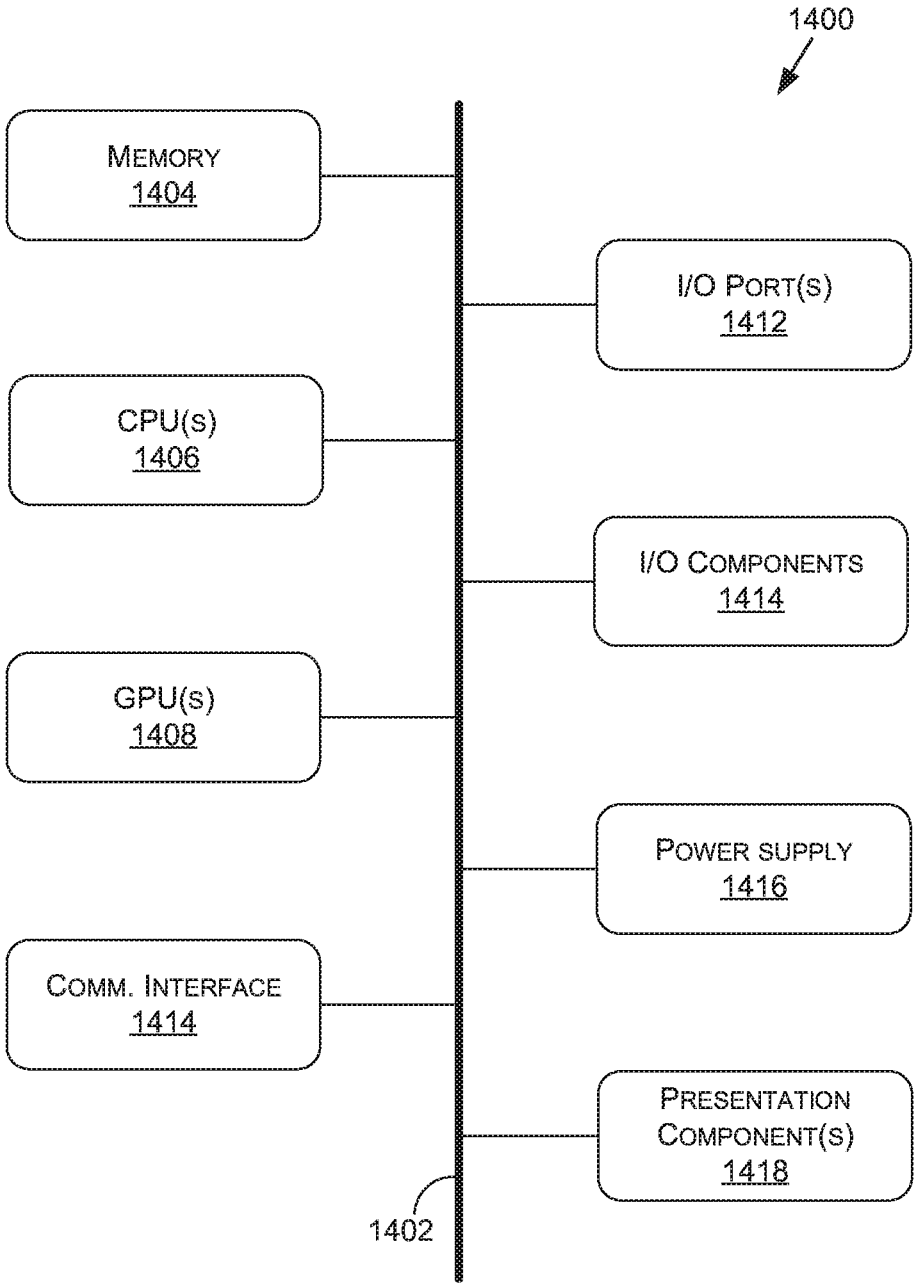 1400
MEMORY
1404
I/O PORT(S)
1412
CPU(S)
1406
I/O COMPONENTS
1414
GPU(S)
1408
POWER SUPPLY
1416
COMM. INTERFACE
1414
PRESENTATION
COMPONENT(S)
1418
1402